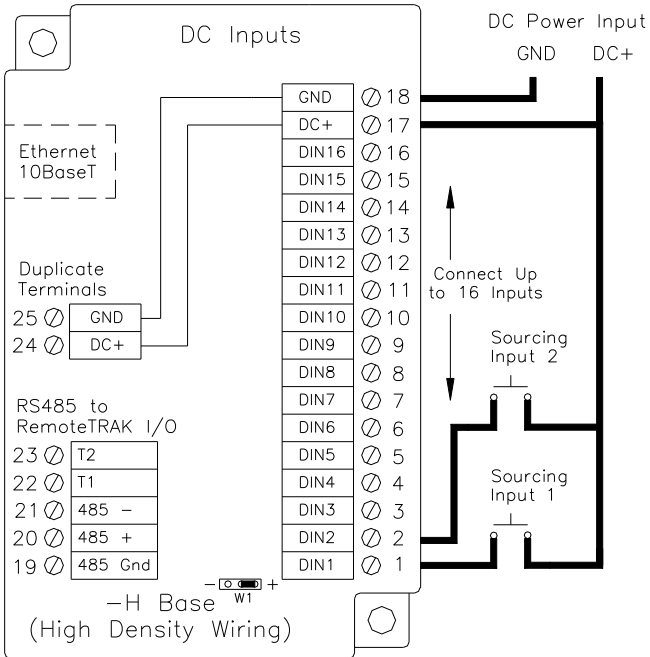 DC Inputs
DC Power Input
GND DC+
GND 18
DC+ 17
DIN16 16
DIN15 15
DIN14 14
DIN13 13
DIN12 12
DIN11 11
DIN10 10
DIN9 9
DIN8 8
DIN7 7
DIN6 6
DIN5 5
DIN4 4
DIN3 3
DIN2 2
DIN1 1
Ethernet
10BaseT
Duplicate
Terminals
25 GND
24 DC+
RS485 to
RemoteTRAK I/O
23 T2
22 T1
21 485 -
20 485 +
19 485 Gnd
- +
W1
-H Base
(High Density Wiring)
Connect Up
to 16 Inputs
Sourcing
Input 2
Sourcing
Input 1